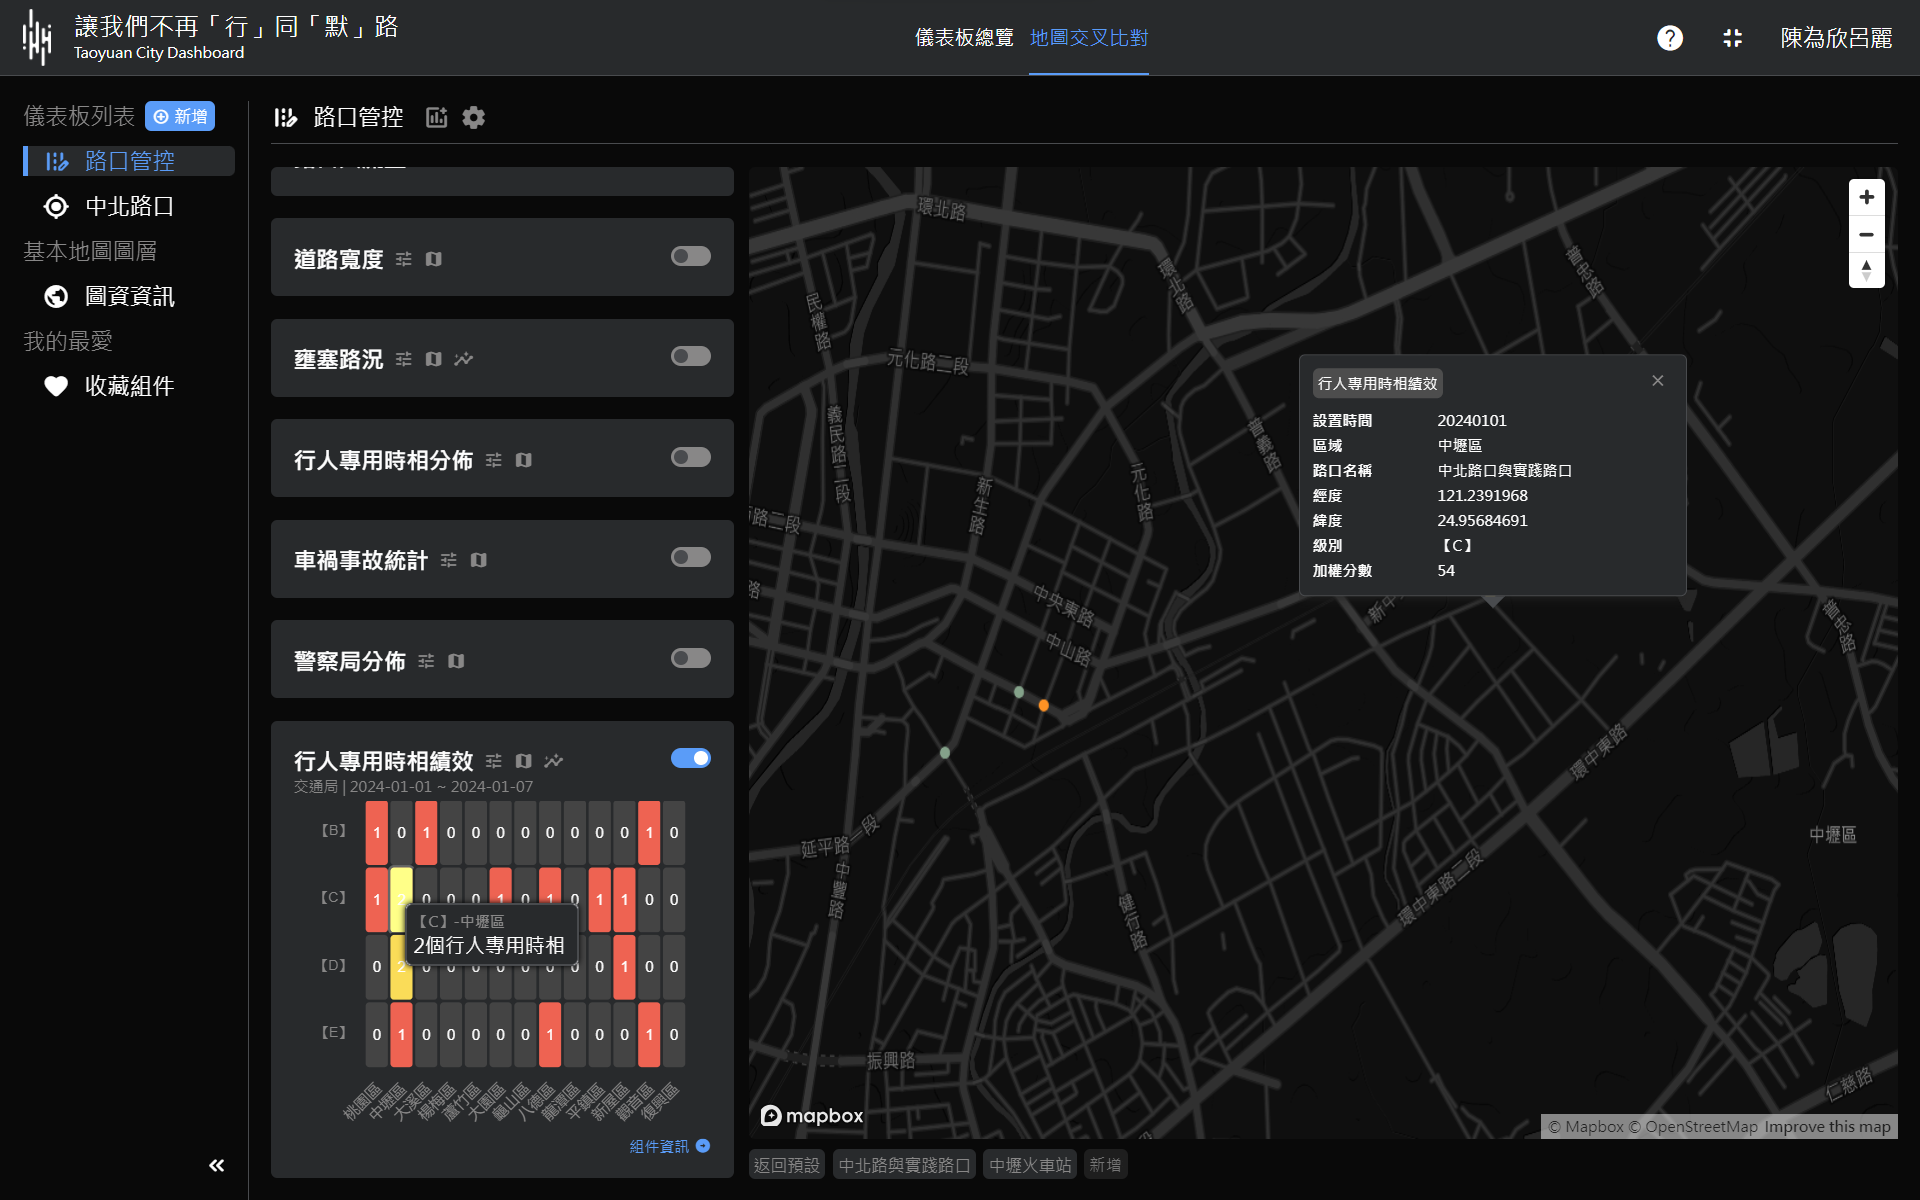 讓我們不再「行」同「默」路
Taoyuan City Dashboard
儀表板總覽
地圖交叉比對
陳為欣呂麗
儀表板列表
新增
路口管控
中北路口
基本地圖圖層
圖資資訊
我的最愛
收藏組件
路口管控
道路寬度
壅塞路況
行人專用時相分佈
車禍事故統計
警察局分佈
行人專用時相績效
交通局 | 2024-01-01 ~ 2024-01-07
【B】 1 0 1 0 0 0 0 0 0 0 0 1 0
【C】 1 2 0 0 0 1 0 1 0 1 1 0 0
【C】-中壢區
2個行人專用時相
【D】 0 2 0 0 0 0 0 0 0 0 1 0 0
【E】 0 1 0 0 0 0 0 1 0 0 0 1 0
桃園區 中壢區 大溪區 楊梅區 蘆竹區 大園區 龜山區 八德區 龍潭區 平鎮區 新屋區 觀音區 復興區
組件資訊
環北路
環北路
普忠路
民權路
元化路二段
義民路二段
普義路
元化路
新生路
路二段
路
中央東路
中山路
新中
普忠路
環中東路
延平路一段
中豐路
中壢區
環中東路二段
健行路
振興路
仁慈路
行人專用時相績效
設置時間 20240101
區域 中壢區
路口名稱 中北路口與實踐路口
經度 121.2391968
緯度 24.95684691
級別 【C】
加權分數 54
mapbox
© Mapbox © OpenStreetMap Improve this map
返回預設
中北路與實踐路口
中壢火車站
新增